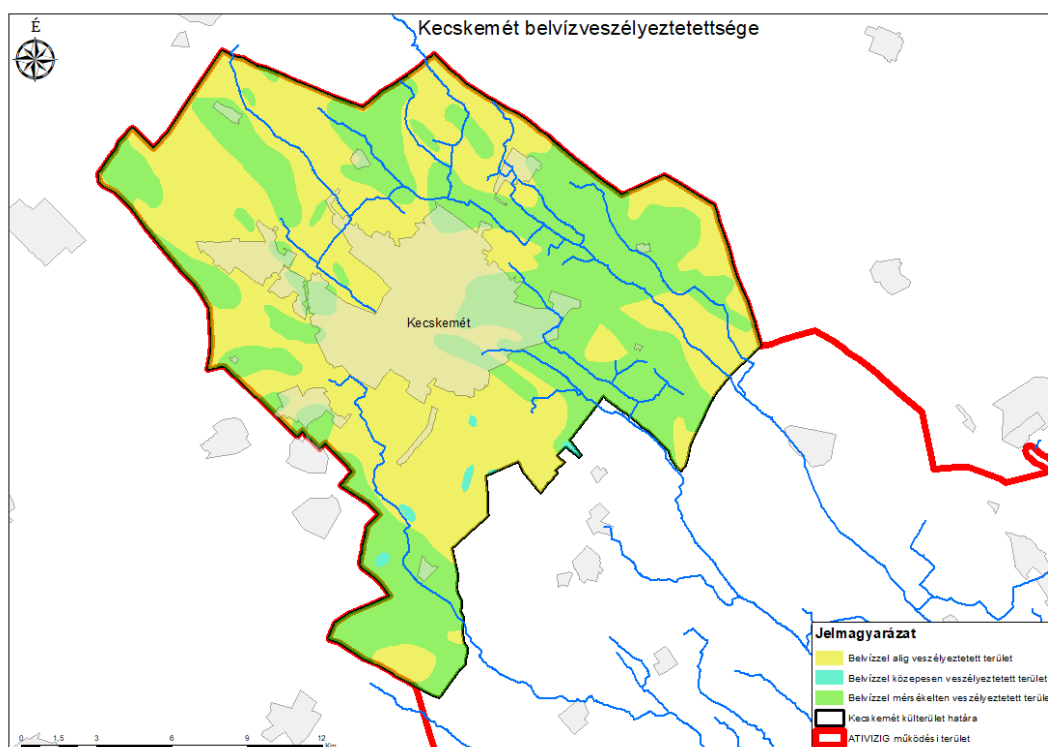 É
Kecskemét belvízveszélyeztetettsége
Kecskemét
Jelmagyarázat
Belvízzel alig veszélyeztetett terület
Belvízzel közepesen veszélyeztetett terület
Belvízzel mérsékelten veszélyeztetett terüle
Kecskemét külterület határa
ATIVIZIG működési terület
0 1,5 3 6 9 12
Km